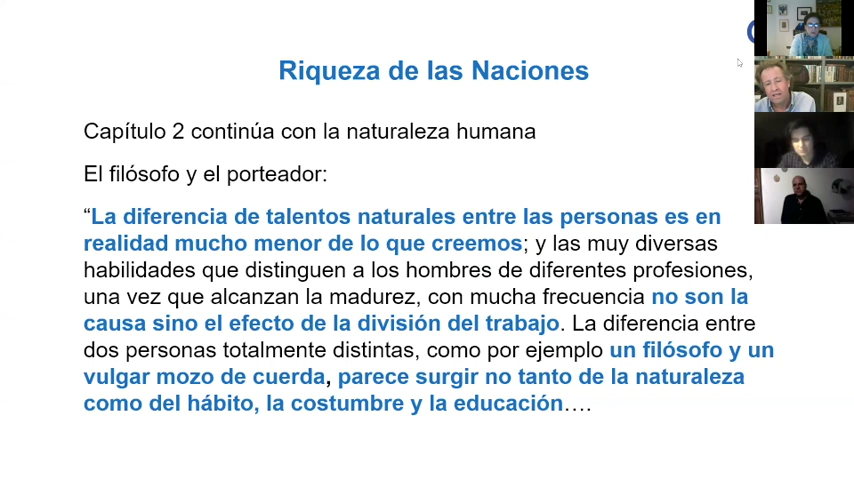 Riqueza de las Naciones
Capítulo 2 continúa con la naturaleza humana
El filósofo y el porteador:
“La diferencia de talentos naturales entre las personas es en
realidad mucho menor de lo que creemos; y las muy diversas
habilidades que distinguen a los hombres de diferentes profesiones,
una vez que alcanzan la madurez, con mucha frecuencia no son la
causa sino el efecto de la división del trabajo. La diferencia entre
dos personas totalmente distintas, como por ejemplo un filósofo y un
vulgar mozo de cuerda, parece surgir no tanto de la naturaleza
como del hábito, la costumbre y la educación….